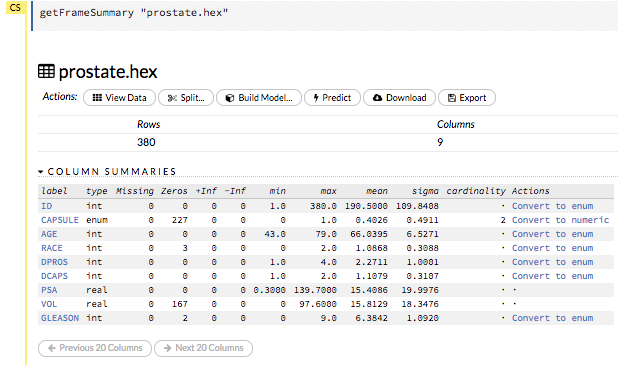 CS
getFrameSummary "prostate.hex"
prostate.hex
Actions: View Data Split... Build Model... Predict Download Export
Rows Columns
380 9
COLUMN SUMMARIES
label type Missing Zeros +Inf -Inf min max mean sigma cardinality Actions
ID int 0 0 0 0 1.0 380.0 190.5000 109.8408 · Convert to enum
CAPSULE enum 0 227 0 0 0 1.0 0.4026 0.4911 2 Convert to numeric
AGE int 0 0 0 0 43.0 79.0 66.0395 6.5271 · Convert to enum
RACE int 0 3 0 0 0 2.0 1.0868 0.3088 · Convert to enum
DPROS int 0 0 0 0 1.0 4.0 2.2711 1.0001 · Convert to enum
DCAPS int 0 0 0 0 1.0 2.0 1.1079 0.3107 · Convert to enum
PSA real 0 0 0 0 0.3000 139.7000 15.4086 19.9976 · ·
VOL real 0 167 0 0 0 97.6000 15.8129 18.3476 · ·
GLEASON int 0 2 0 0 0 9.0 6.3842 1.0920 · Convert to enum
Previous 20 Columns Next 20 Columns